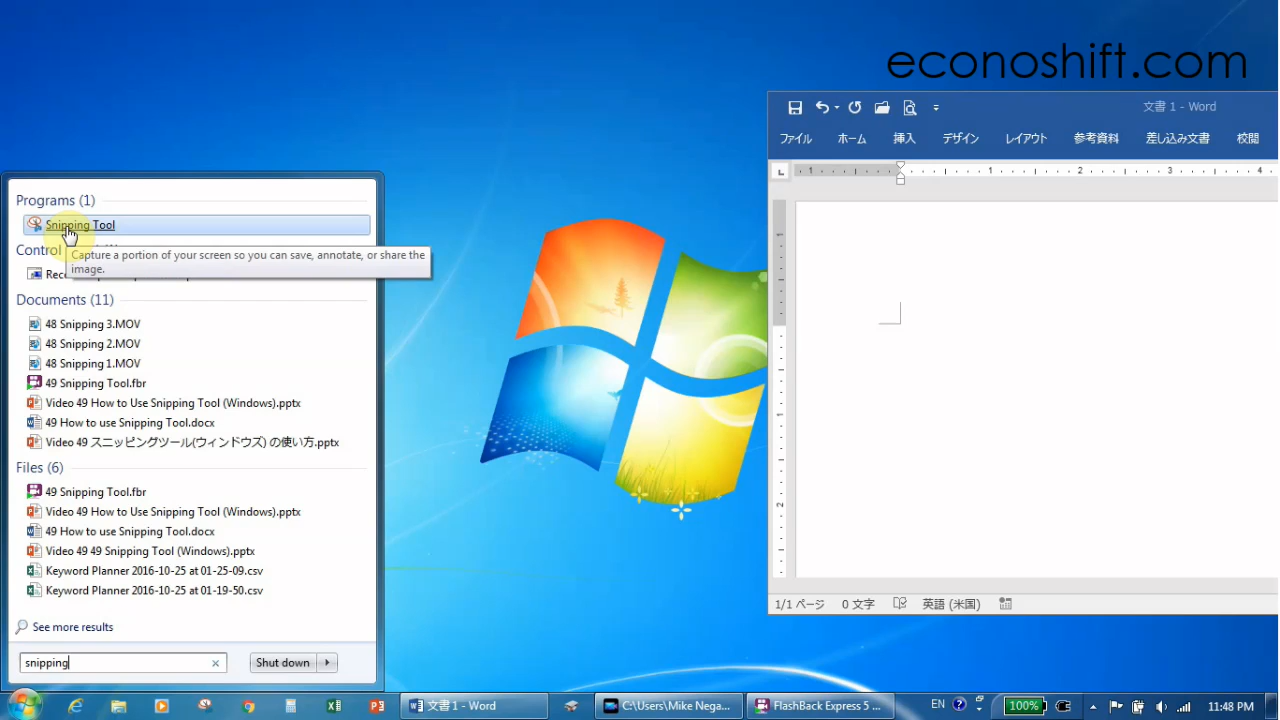 econoshift.com
文書 1 - Word
ファイル ホーム 挿入 デザイン レイアウト 参考資料 差し込み文書 校閲
1 1 2 3 4
Programs (1)
Snipping Tool
Control
Capture a portion of your screen so you can save, annotate, or share the
image.
Rec
Documents (11)
48 Snipping 3.MOV
48 Snipping 2.MOV
48 Snipping 1.MOV
49 Snipping Tool.fbr
Video 49 How to Use Snipping Tool (Windows).pptx
49 How to use Snipping Tool.docx
Video 49 スニッピングツール(ウィンドウズ) の使い方.pptx
Files (6)
49 Snipping Tool.fbr
Video 49 How to Use Snipping Tool (Windows).pptx
49 How to use Snipping Tool.docx
Video 49 49 Snipping Tool (Windows).pptx
Keyword Planner 2016-10-25 at 01-25-09.csv
Keyword Planner 2016-10-25 at 01-19-50.csv
See more results
snipping
Shut down
1/1 ページ 0 文字 英語 (米国)
文書 1 - Word
C:\Users\Mike Nega...
FlashBack Express 5 ...
EN
100%
11:48 PM